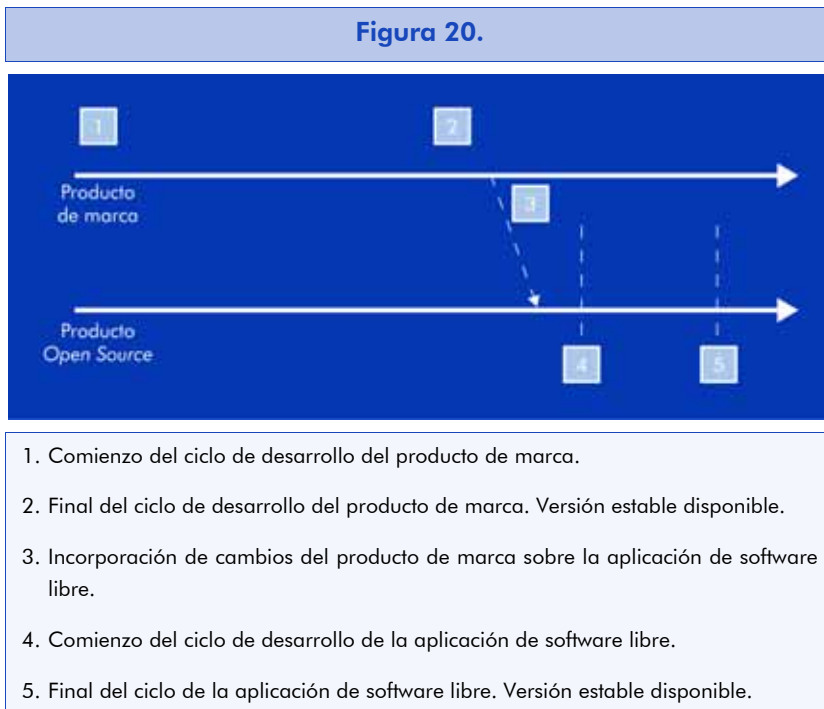 Figura 20.
1
2
Producto
de marca
3
Producto
Open Source
4
5
1. Comienzo del ciclo de desarrollo del producto de marca.
2. Final del ciclo de desarrollo del producto de marca. Versión estable disponible.
3. Incorporación de cambios del producto de marca sobre la aplicación de software
libre.
4. Comienzo del ciclo de desarrollo de la aplicación de software libre.
5. Final del ciclo de la aplicación de software libre. Versión estable disponible.